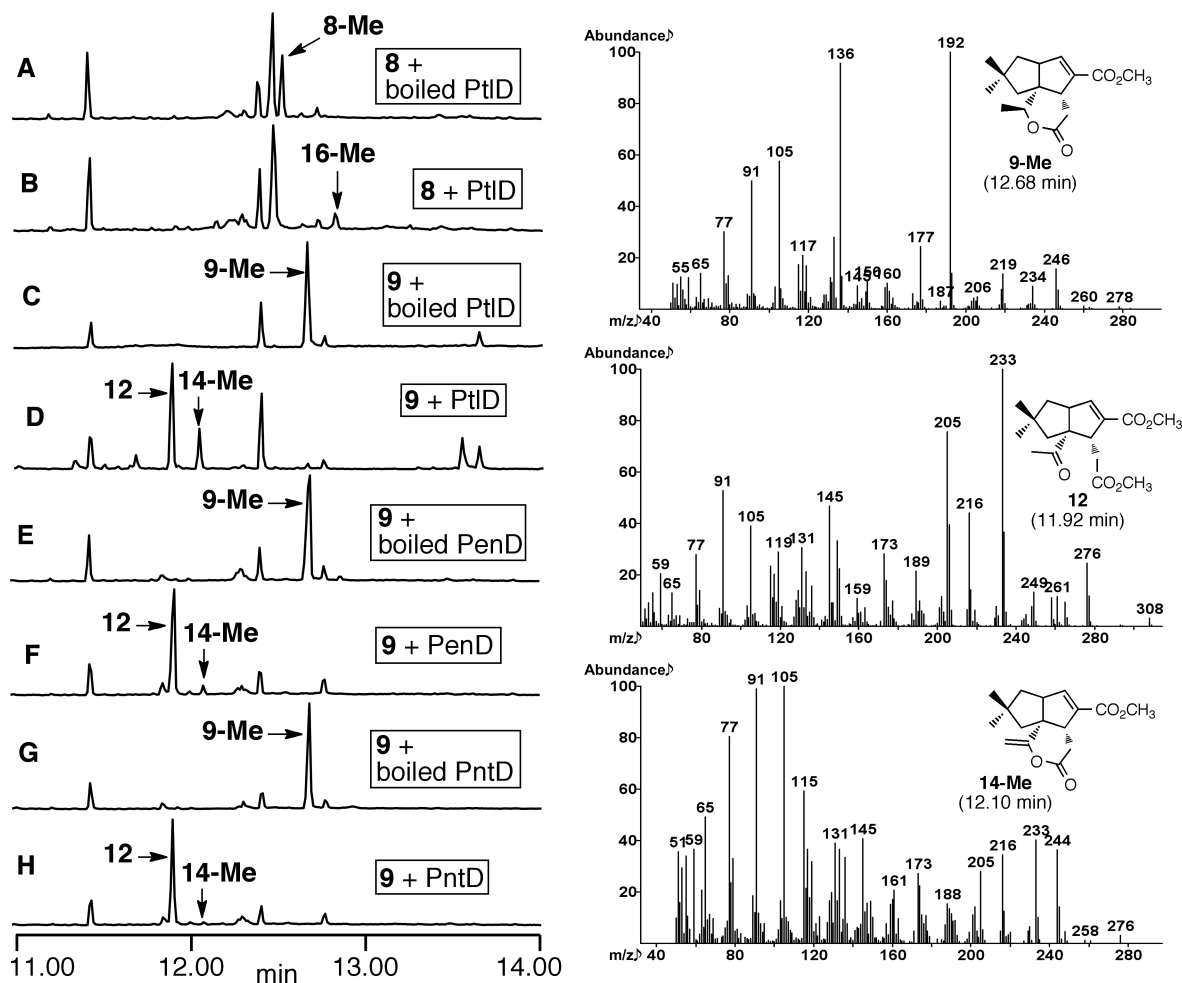 A
8-Me
8 +
boiled PtlD
B
16-Me
8 + PtlD
C
9-Me
9 +
boiled PtlD
D
12
14-Me
9 + PtlD
E
9-Me
9 +
boiled PenD
F
12
14-Me
9 + PenD
G
9-Me
9 +
boiled PntD
H
12
14-Me
9 + PntD
11.00 12.00 13.00 14.00
min
Abundance♪
100
80
60
40
20
136
192
105
91
77
55
65
117
150
160
177
187
206
219
234
246
260
278
m/z♪ 40 80 120 160 200 240 280
CO₂CH₃
O
O
9-Me
(12.68 min)
Abundance♪
100
80
60
40
20
59
65
77
91
105
119
131
145
159
173
189
205
216
233
249
261
276
308
m/z♪ 80 120 160 200 240 280
CO₂CH₃
O
CO₂CH₃
12
(11.92 min)
Abundance♪
100
80
60
40
20
51
59
65
77
91
105
115
131
145
161
173
188
205
216
233
244
258
276
m/z♪ 40 80 120 160 200 240 280
CO₂CH₃
O
O
14-Me
(12.10 min)